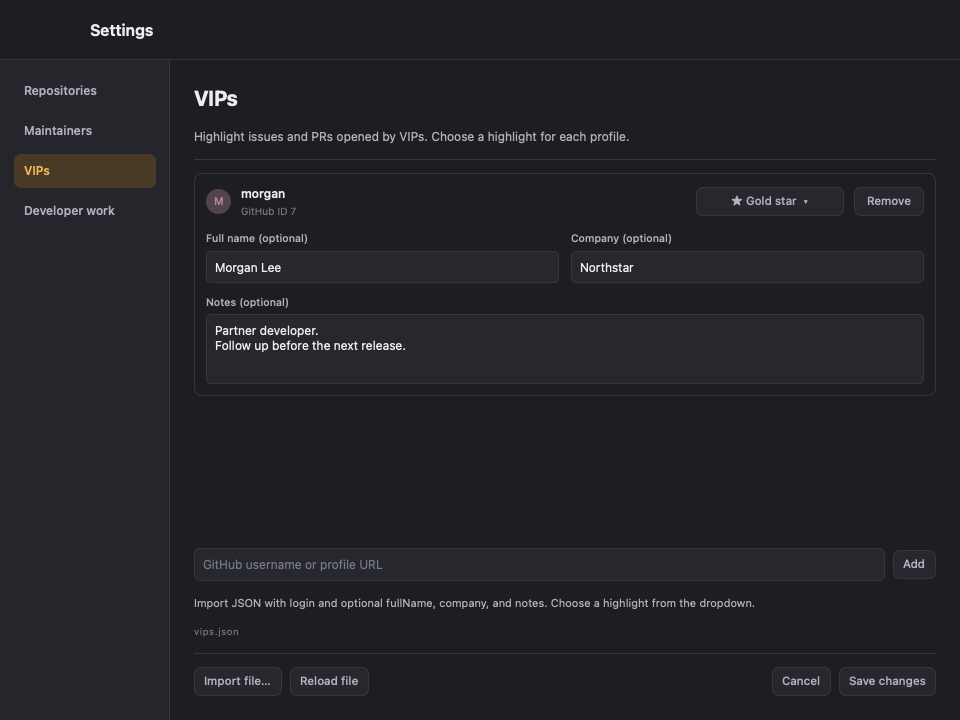 Settings
Repositories
Maintainers
VIPs
Developer work
VIPs
Highlight issues and PRs opened by VIPs. Choose a highlight for each profile.
M
morgan
GitHub ID 7
★ Gold star ▾
Remove
Full name (optional)
Company (optional)
Morgan Lee
Northstar
Notes (optional)
Partner developer.
Follow up before the next release.
GitHub username or profile URL
Add
Import JSON with login and optional fullName, company, and notes. Choose a highlight from the dropdown.
vips.json
Import file...
Reload file
Cancel
Save changes